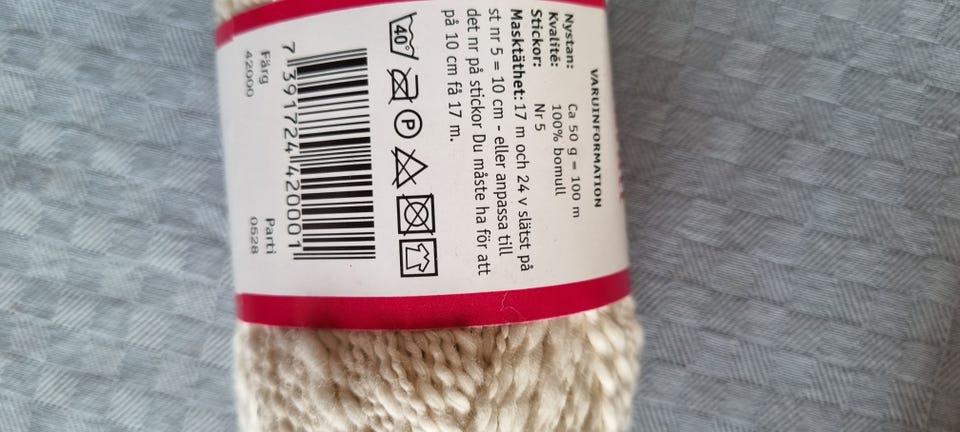 VARUINFORMATION
Nystan: Ca 50 g = 100 m
Kvalité: 100% bomull
Stickor: Nr 5
Masktäthet: 17 m och 24 v slätst på
st nr 5 = 10 cm - eller anpassa till
det nr på stickor Du måste ha för att
på 10 cm få 17 m.
40°
P
7 391724 420001
Färg Parti
42000 0528